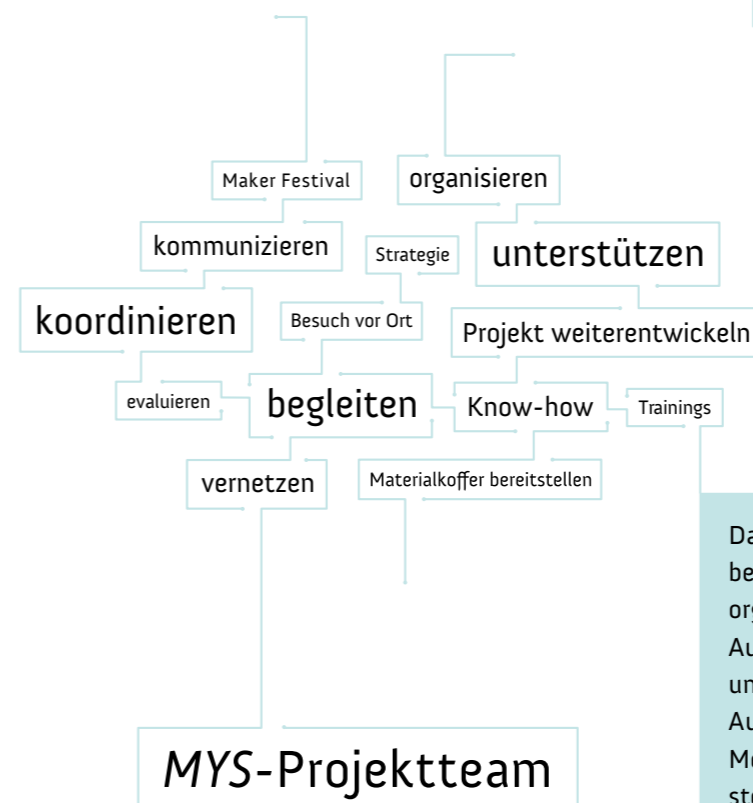 Maker Festival
organisieren
kommunizieren
Strategie
unterstützen
koordinieren
Besuch vor Ort
Projekt weiterentwickeln
evaluieren
begleiten
Know-how
Trainings
vernetzen
Materialkoffer bereitstellen
MYS-Projektteam